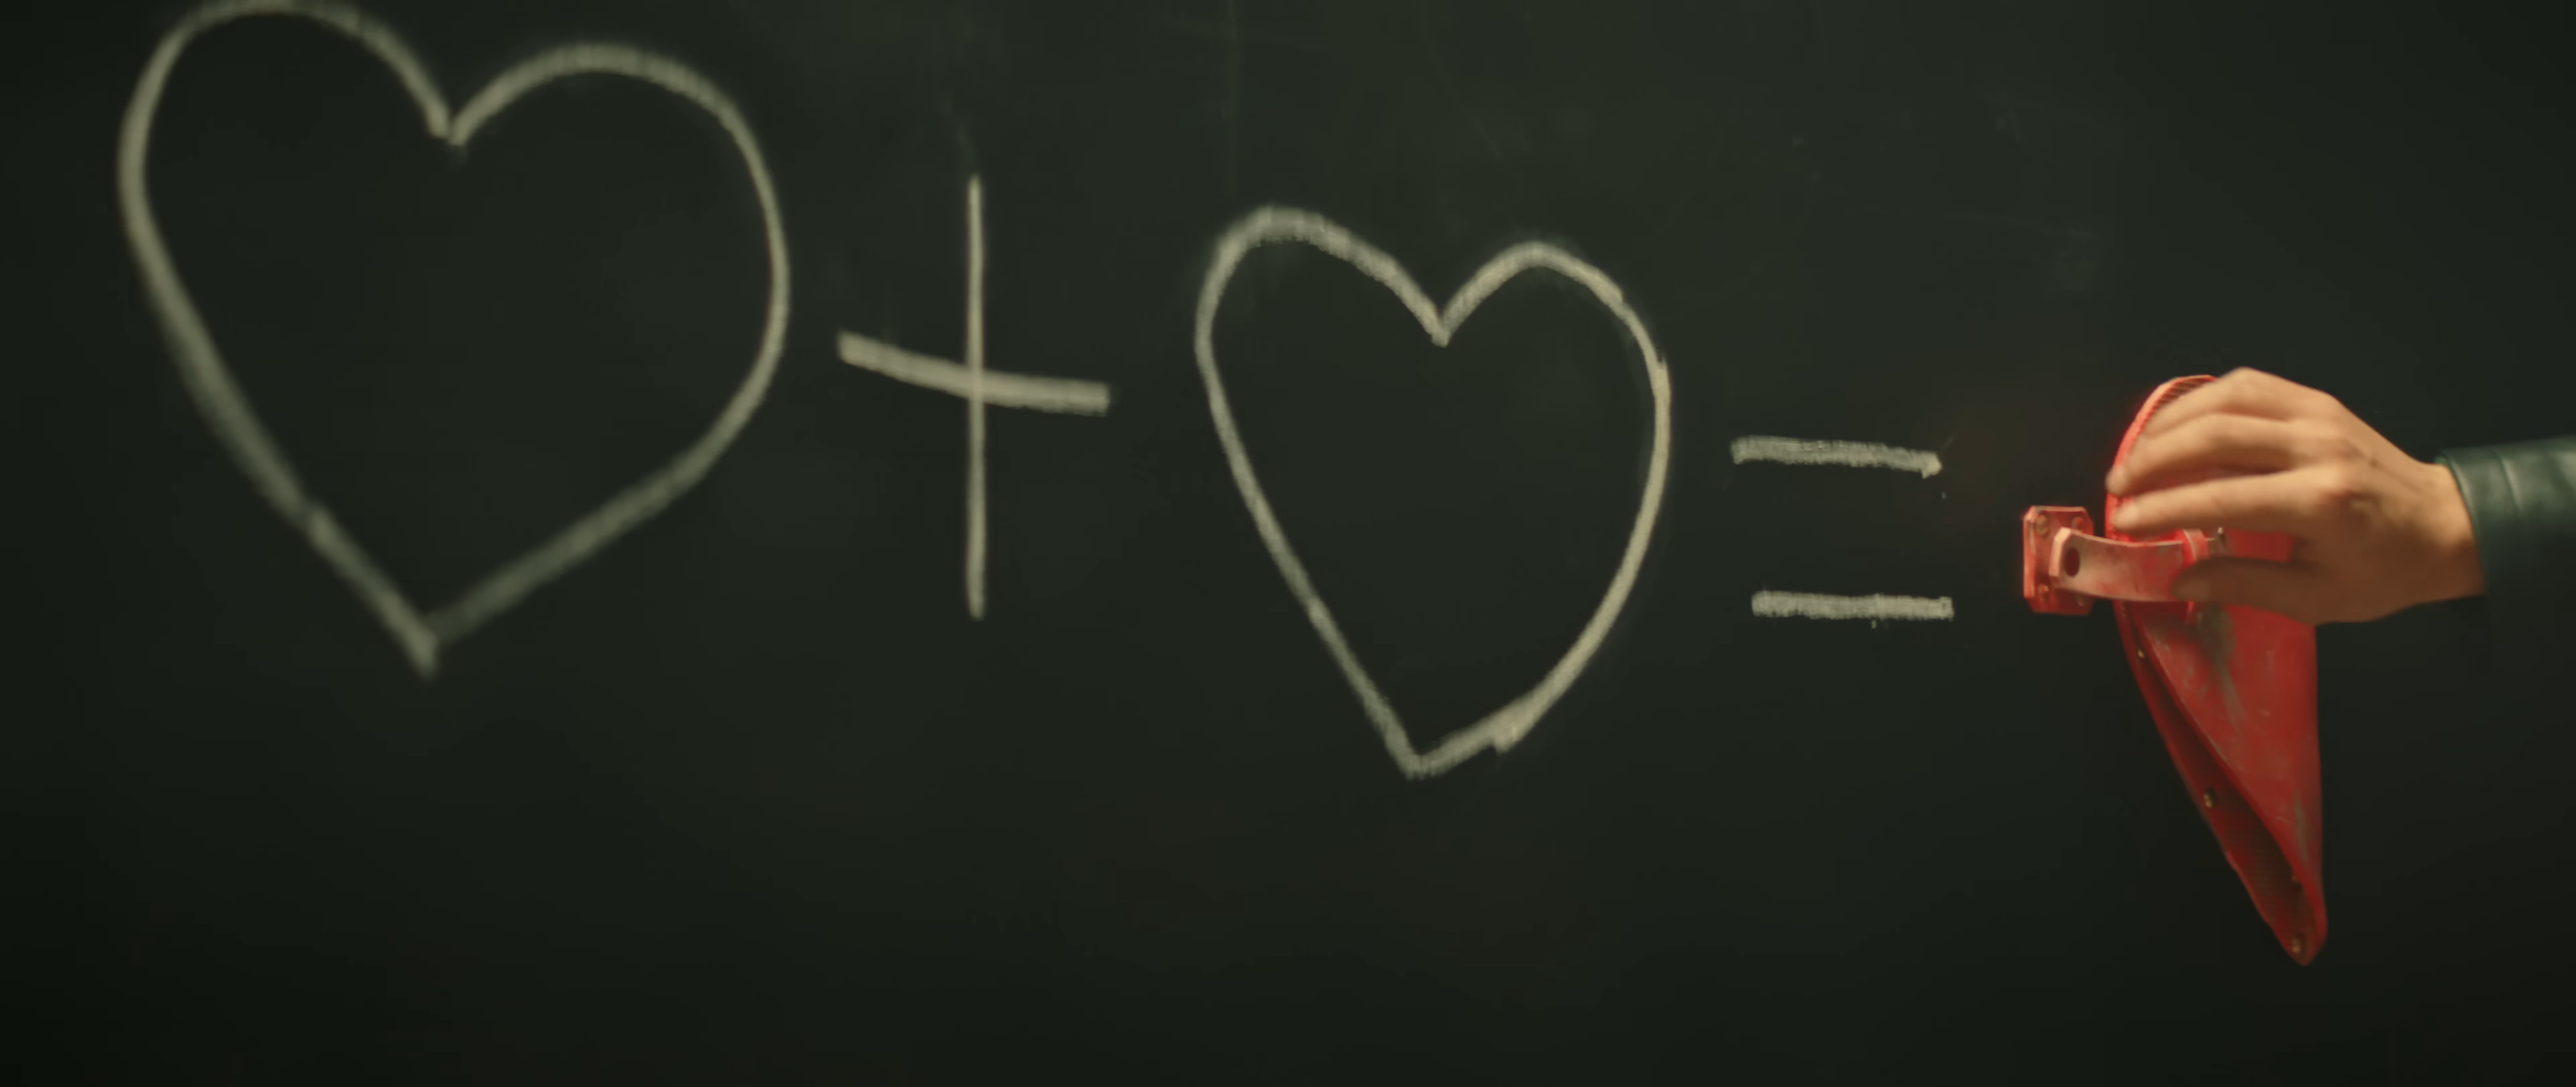 ♡ + ♡ =